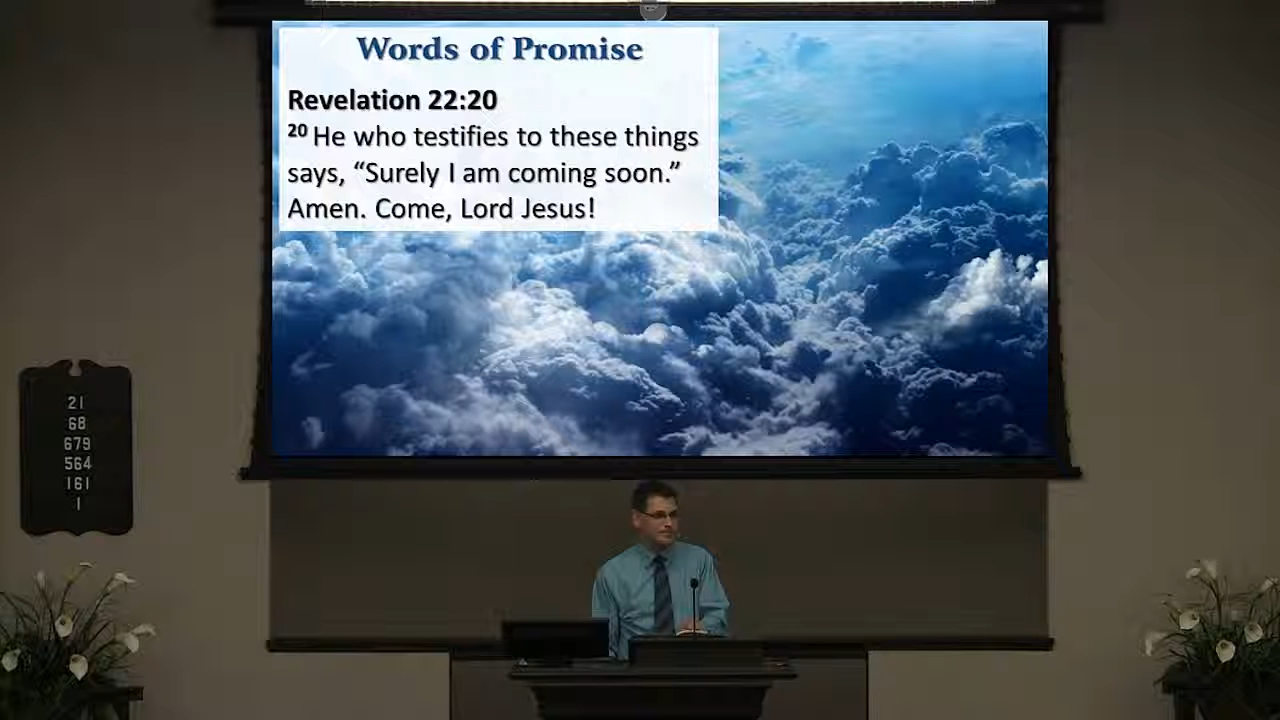 Words of Promise
Revelation 22:20
20 He who testifies to these things
says, “Surely I am coming soon.”
Amen. Come, Lord Jesus!
21
68
679
564
161
1